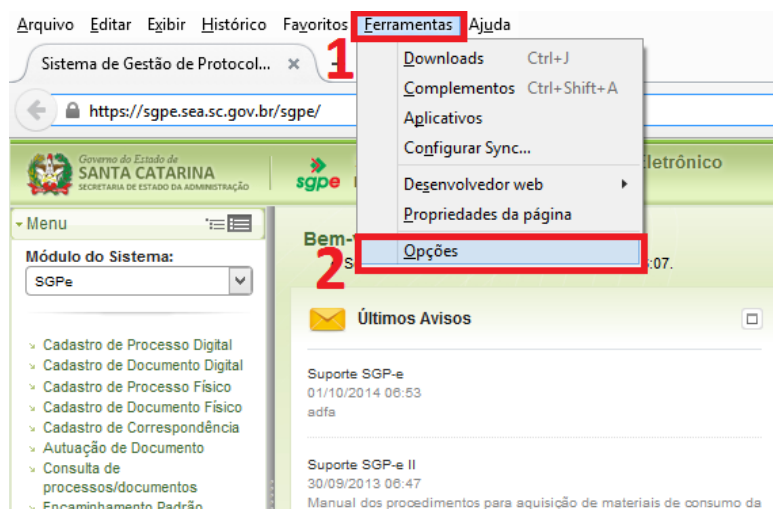 Arquivo Editar Exibir Histórico Favoritos Ferramentas Ajuda
1
Sistema de Gestão de Protocol...
Downloads Ctrl+J
Complementos Ctrl+Shift+A
Aplicativos
Configurar Sync...
Desenvolvedor web
Propriedades da página
Opções
2
https://sgpe.sea.sc.gov.br/sgpe/
Governo do Estado de
SANTA CATARINA
SECRETARIA DE ESTADO DA ADMINISTRAÇÃO
sgpe
letrônico
Menu
Módulo do Sistema:
SGPe
Bem-
:07.
Cadastro de Processo Digital
Cadastro de Documento Digital
Cadastro de Processo Físico
Cadastro de Documento Físico
Cadastro de Correspondência
Autuação de Documento
Consulta de
processos/documentos
Encaminhamento Padrão
Últimos Avisos
Suporte SGP-e
01/10/2014 06:53
adfa
Suporte SGP-e II
30/09/2013 06:47
Manual dos procedimentos para aquisição de materiais de consumo da